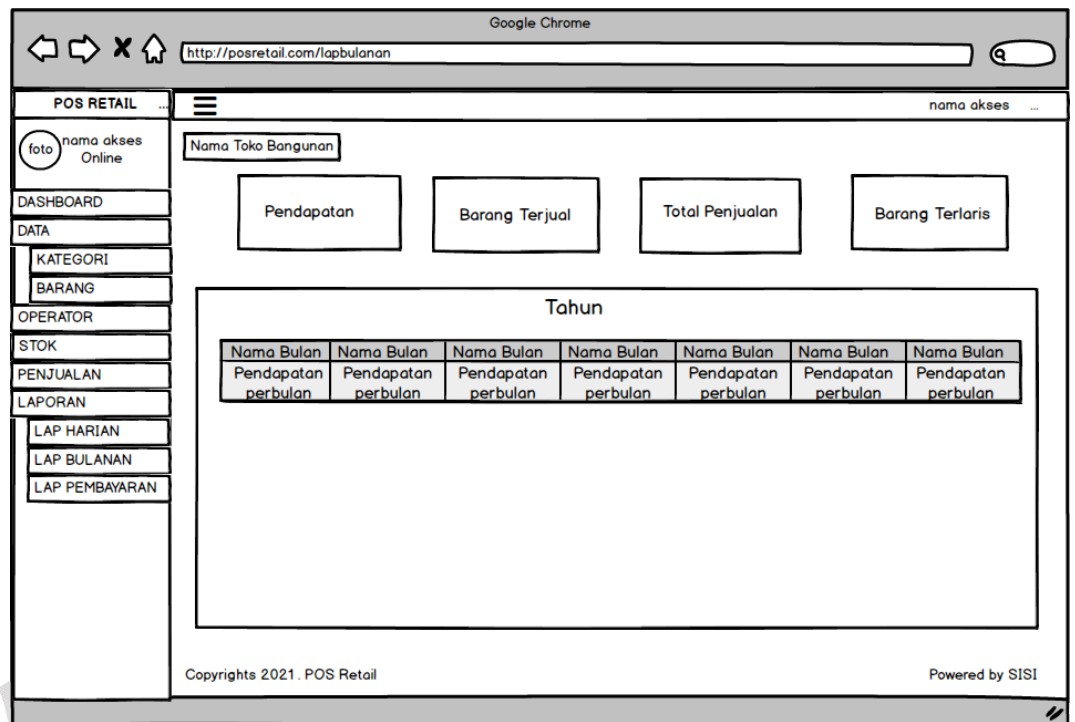 Google Chrome
http://posretail.com/lapbulanan
POS RETAIL ...
nama akses ...
foto
nama akses
Online
DASHBOARD
DATA
KATEGORI
BARANG
OPERATOR
STOK
PENJUALAN
LAPORAN
LAP HARIAN
LAP BULANAN
LAP PEMBAYARAN
Nama Toko Bangunan
Pendapatan
Barang Terjual
Total Penjualan
Barang Terlaris
Tahun
Nama Bulan Nama Bulan Nama Bulan Nama Bulan Nama Bulan Nama Bulan Nama Bulan
Pendapatan Pendapatan Pendapatan Pendapatan Pendapatan Pendapatan Pendapatan
perbulan perbulan perbulan perbulan perbulan perbulan perbulan
Copyrights 2021. POS Retail
Powered by SISI